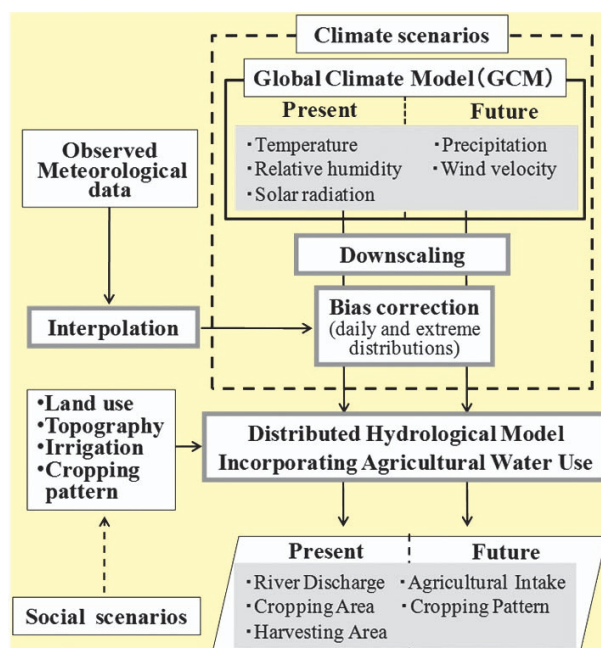 Climate scenarios
Global Climate Model(GCM)
Present
Future
・Temperature
・Relative humidity
・Solar radiation
・Precipitation
・Wind velocity
Observed
Meteorological
data
Downscaling
Interpolation
Bias correction
(daily and extreme
distributions)
•Land use
•Topography
•Irrigation
•Cropping
pattern
Distributed Hydrological Model
Incorporating Agricultural Water Use
Social scenarios
Present
Future
・River Discharge
・Cropping Area
・Harvesting Area
・Agricultural Intake
・Cropping Pattern